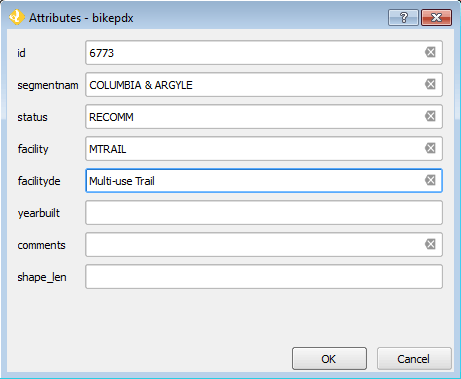 Attributes - bikepdx
?
id 6773
segmentnam COLUMBIA & ARGYLE
status RECOMM
facility MTRAIL
facilityde Multi-use Trail
yearbuilt
comments
shape_len
OK Cancel